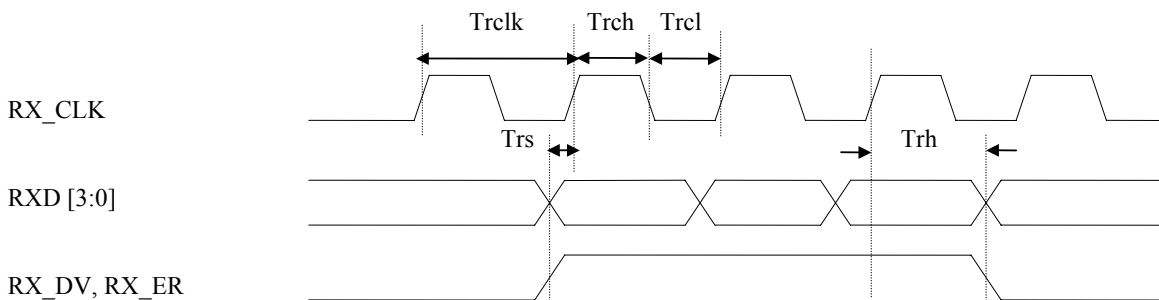 Trclk Trch Trcl
RX_CLK
Trs Trh
RXD [3:0]
RX_DV, RX_ER